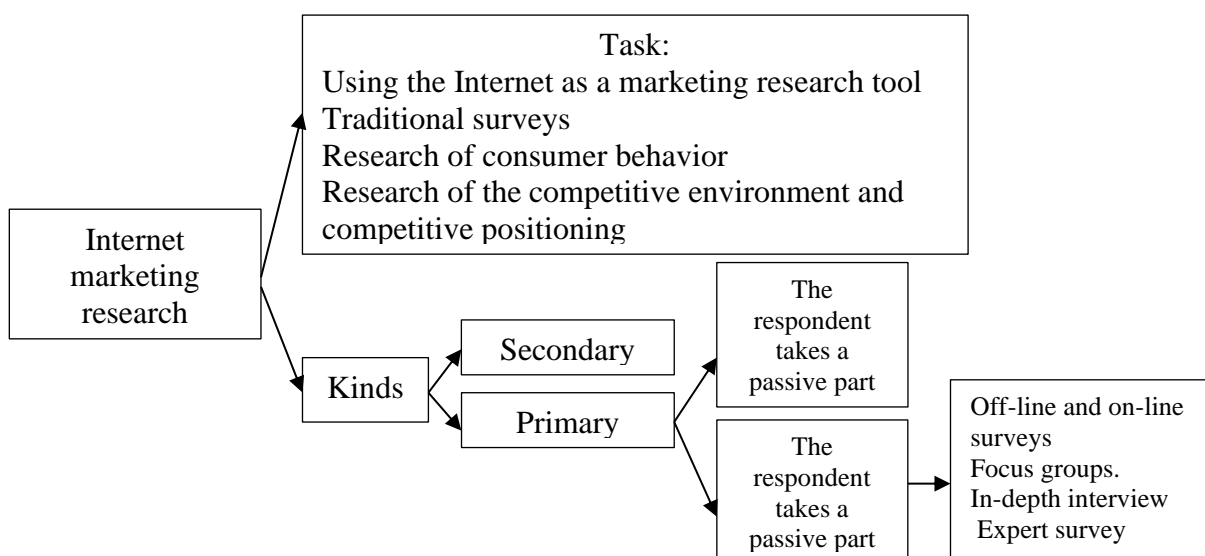 Task:
Using the Internet as a marketing research tool
Traditional surveys
Research of consumer behavior
Research of the competitive environment and
competitive positioning
Internet
marketing
research
Kinds
Secondary
Primary
The
respondent
takes a
passive part
The
respondent
takes a
passive part
Off-line and on-line
surveys
Focus groups.
In-depth interview
Expert survey